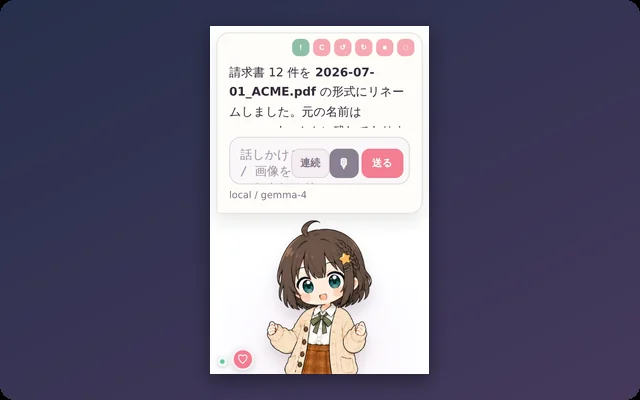 ! C ↺ ↻
請求書 12 件を 2026-07-
01_ACME.pdf の形式にリネー
ムしました。元の名前は
話しかけ
/ 画像を
連続
送る
local / gemma-4